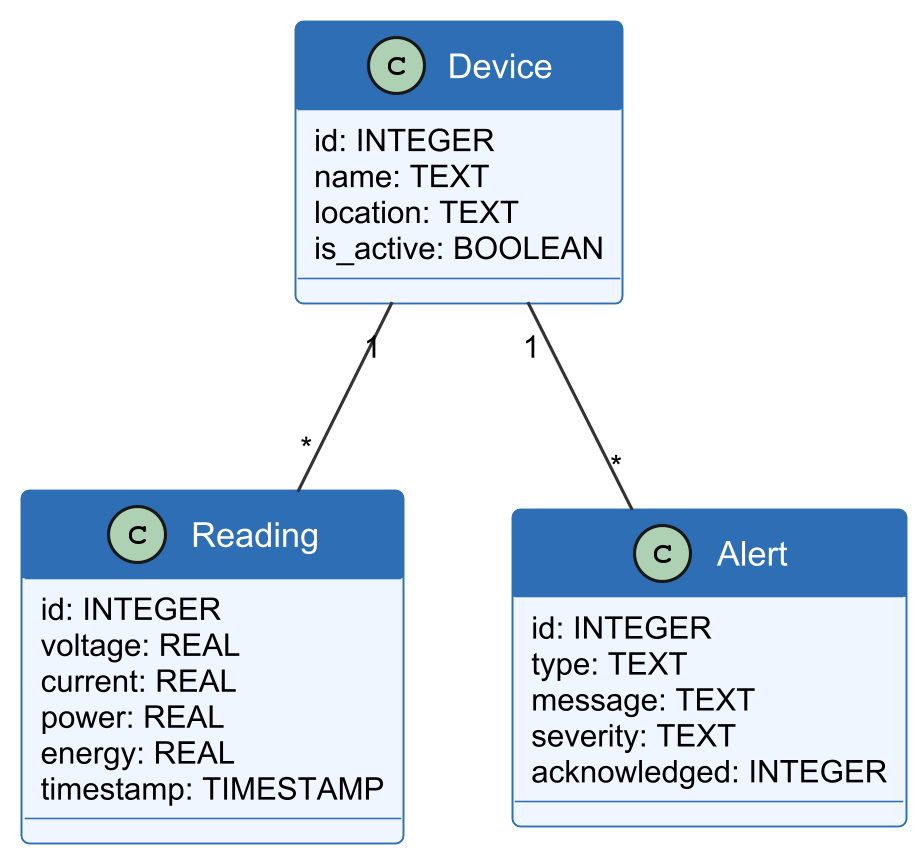 C Device
id: INTEGER
name: TEXT
location: TEXT
is_active: BOOLEAN
1
1
*
*
C Reading
id: INTEGER
voltage: REAL
current: REAL
power: REAL
energy: REAL
timestamp: TIMESTAMP
C Alert
id: INTEGER
type: TEXT
message: TEXT
severity: TEXT
acknowledged: INTEGER